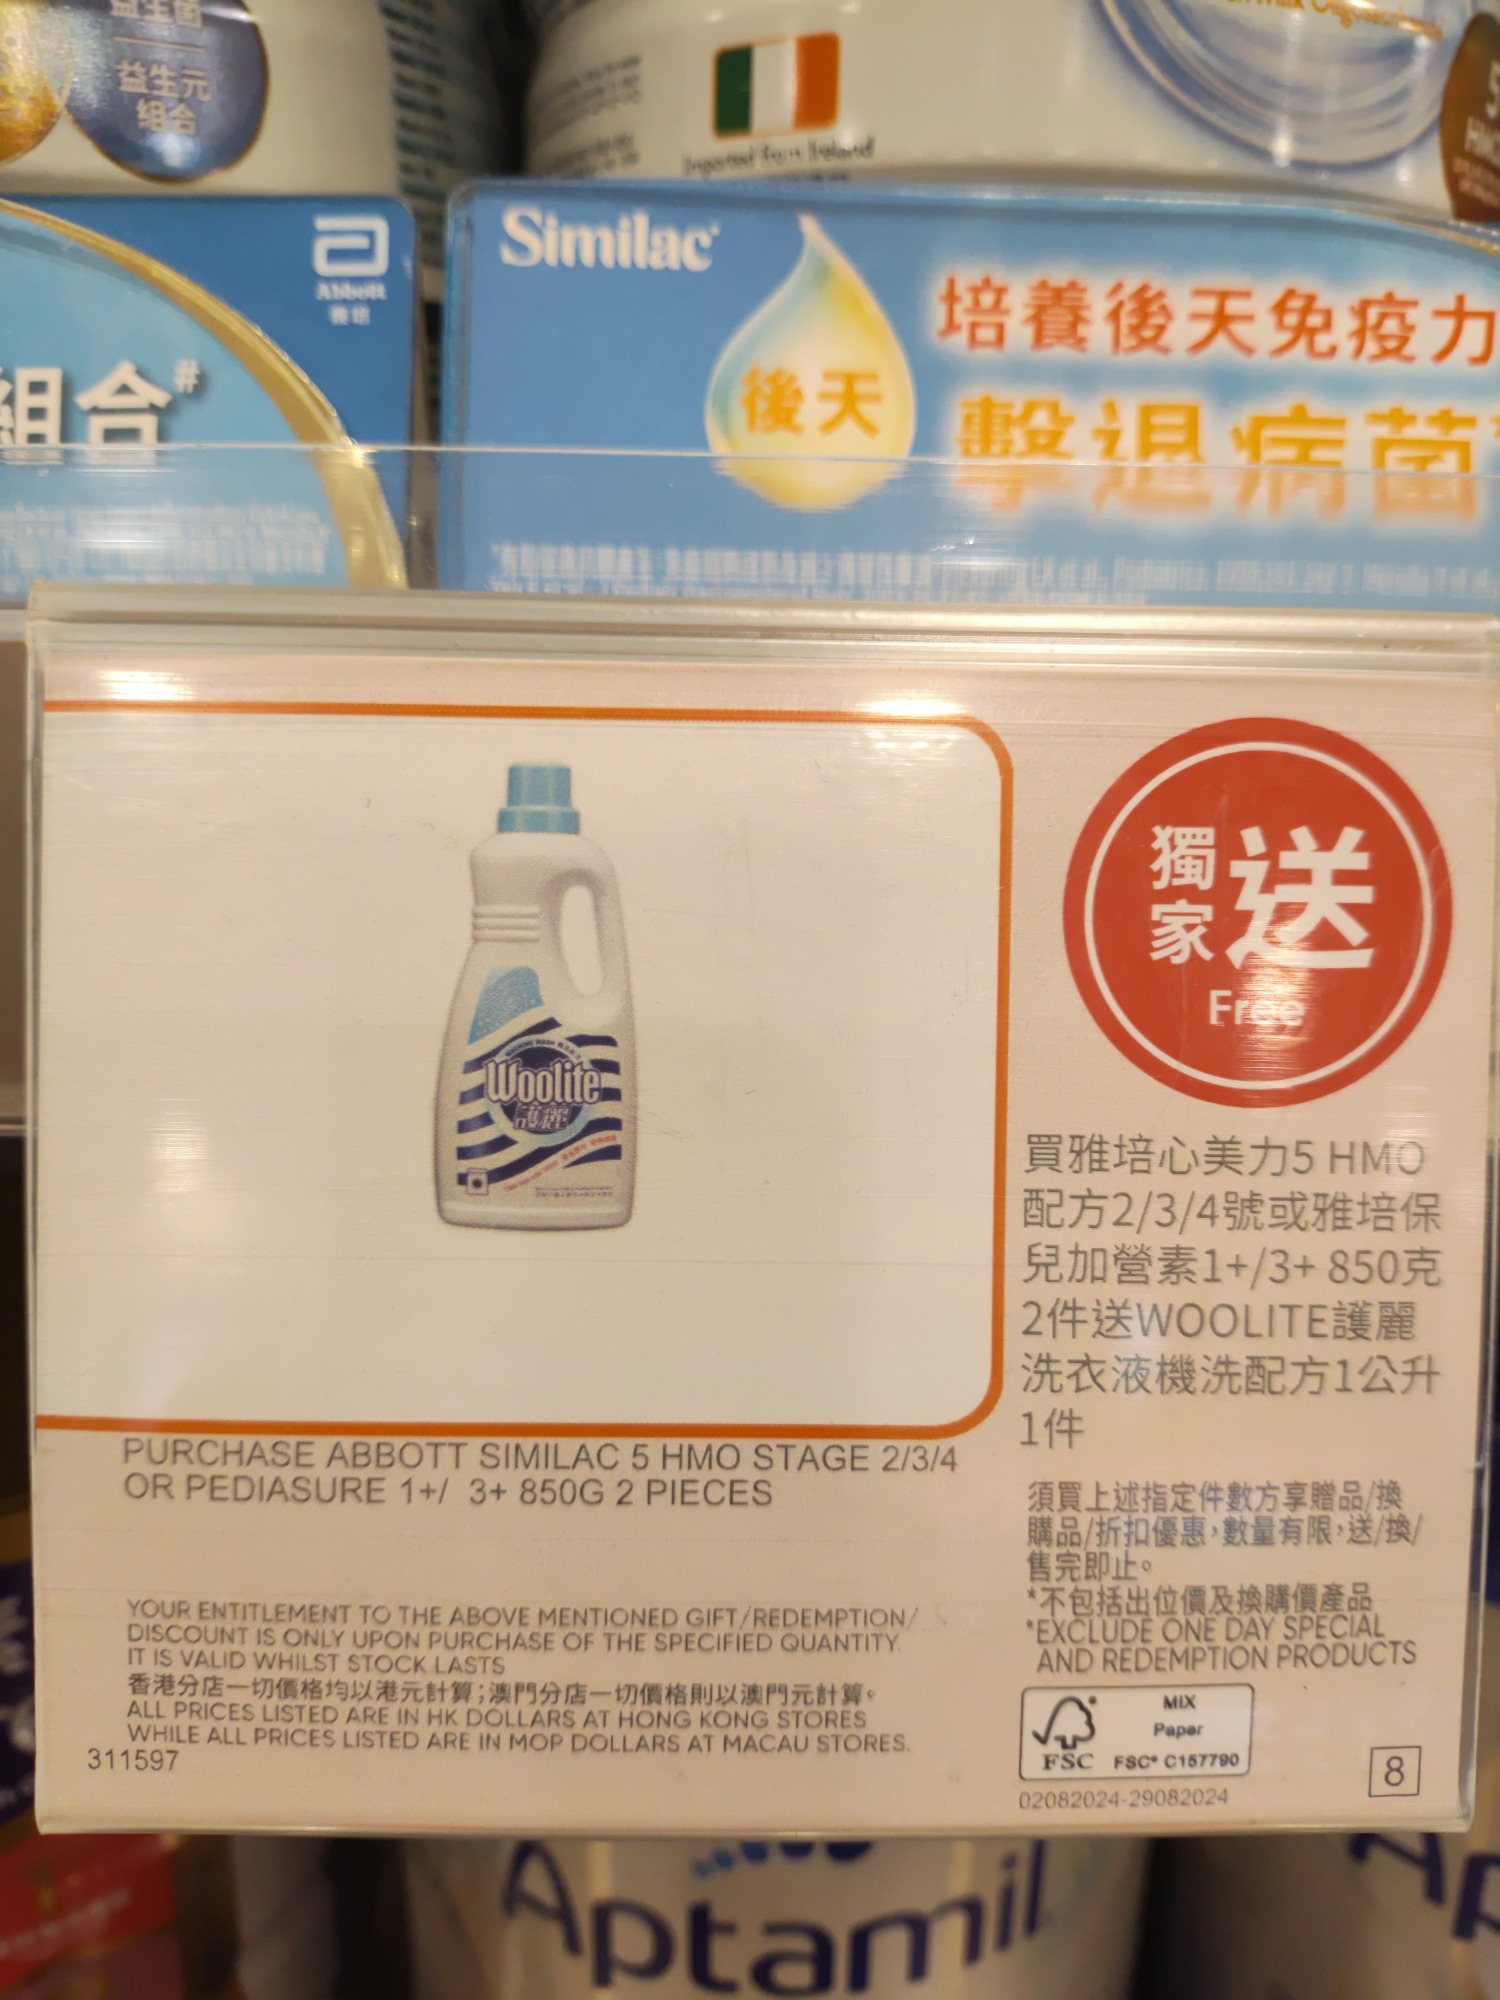 益生菌
益生元
組合
Imported from Ireland
Abbott
雅培
組合#
Similac
後天
培養後天免疫力
擊退病菌
獨家
送
Free
Woolite
護麗
買雅培心美力5 HMO
配方2/3/4號或雅培保
兒加營素1+/3+ 850克
2件送WOOLITE護麗
洗衣液機洗配方1公升
1件
PURCHASE ABBOTT SIMILAC 5 HMO STAGE 2/3/4
OR PEDIASURE 1+/ 3+ 850G 2 PIECES
須買上述指定件數方享贈品/換
購品/折扣優惠，數量有限，送/換/
售完即止。
*不包括出位價及換購價產品
*EXCLUDE ONE DAY SPECIAL
AND REDEMPTION PRODUCTS
YOUR ENTITLEMENT TO THE ABOVE MENTIONED GIFT/REDEMPTION/
DISCOUNT IS ONLY UPON PURCHASE OF THE SPECIFIED QUANTITY.
IT IS VALID WHILST STOCK LASTS
香港分店一切價格均以港元計算；澳門分店一切價格則以澳門元計算。
ALL PRICES LISTED ARE IN HK DOLLARS AT HONG KONG STORES
WHILE ALL PRICES LISTED ARE IN MOP DOLLARS AT MACAU STORES.
311597
MIX
Paper
FSC
FSC® C157790
02082024-29082024
8
Aptamil
Ap